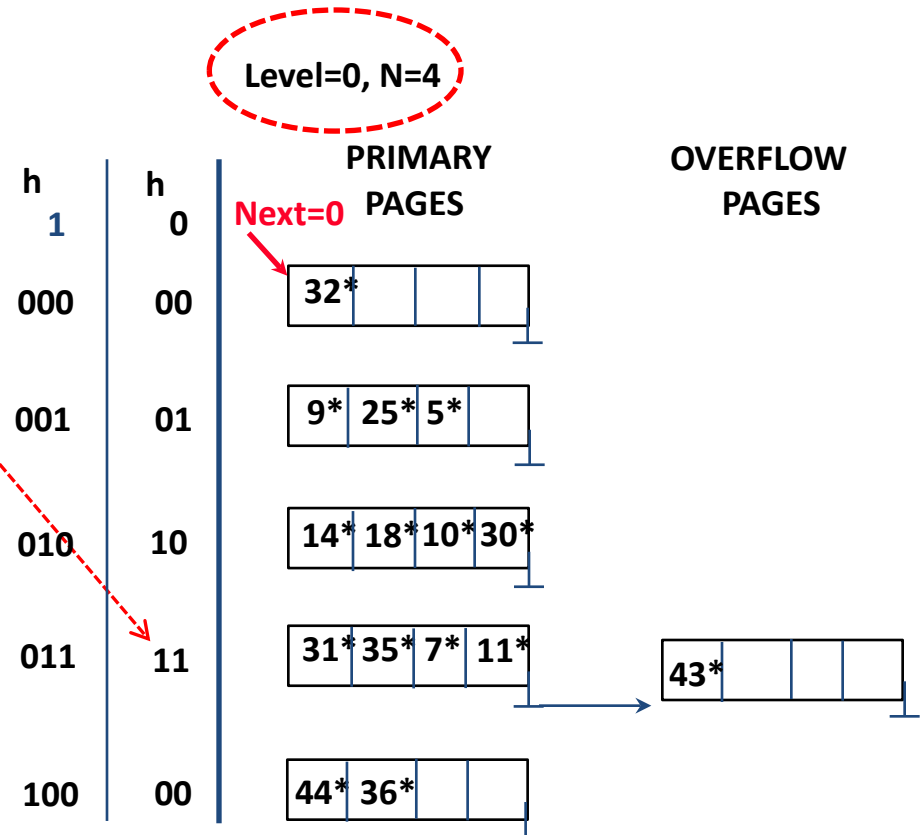 Level=0, N=4
PRIMARY PAGES
OVERFLOW PAGES
h 1
h 0
Next=0
000 00 32*
001 01 9* 25* 5*
010 10 14* 18* 10* 30*
011 11 31* 35* 7* 11* 43*
100 00 44* 36*